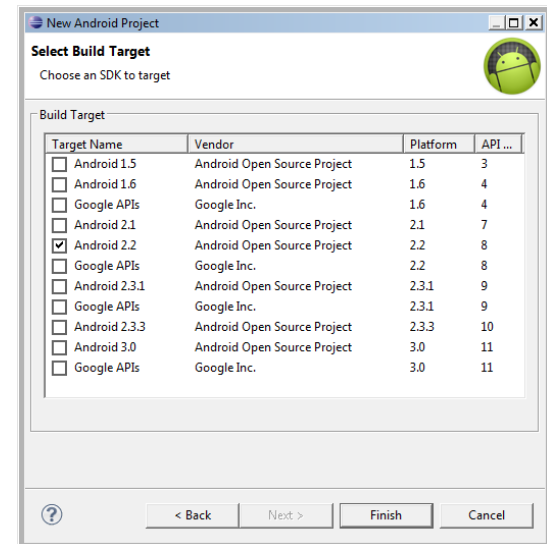 New Android Project
Select Build Target
Choose an SDK to target
Build Target
Target Name Vendor Platform API ...
Android 1.5 Android Open Source Project 1.5 3
Android 1.6 Android Open Source Project 1.6 4
Google APIs Google Inc. 1.6 4
Android 2.1 Android Open Source Project 2.1 7
Android 2.2 Android Open Source Project 2.2 8
Google APIs Google Inc. 2.2 8
Android 2.3.1 Android Open Source Project 2.3.1 9
Google APIs Google Inc. 2.3.1 9
Android 2.3.3 Android Open Source Project 2.3.3 10
Android 3.0 Android Open Source Project 3.0 11
Google APIs Google Inc. 3.0 11
? < Back Next > Finish Cancel